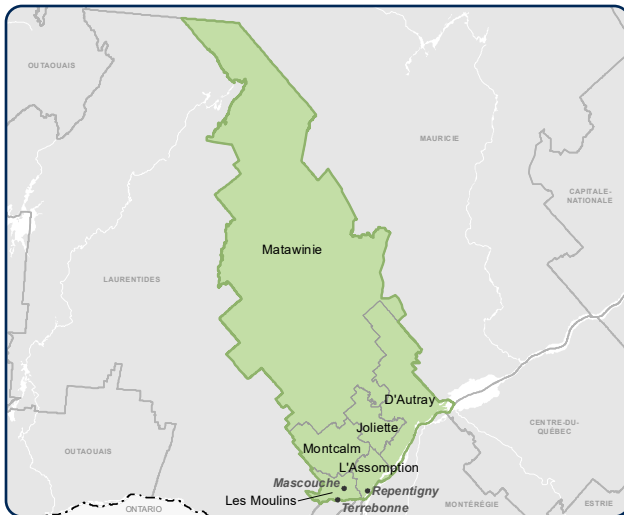 OUTAOUAIS
MAURICIE
CAPITALE-
NATIONALE
Matawinie
LAURENTIDES
D'Autray
Joliette
CENTRE-DU-
QUÉBEC
Montcalm
OUTAOUAIS
L'Assomption
Mascouche
Repentigny
Les Moulins
Terrebonne
MONTÉRÉGIE
ESTRIE
ONTARIO